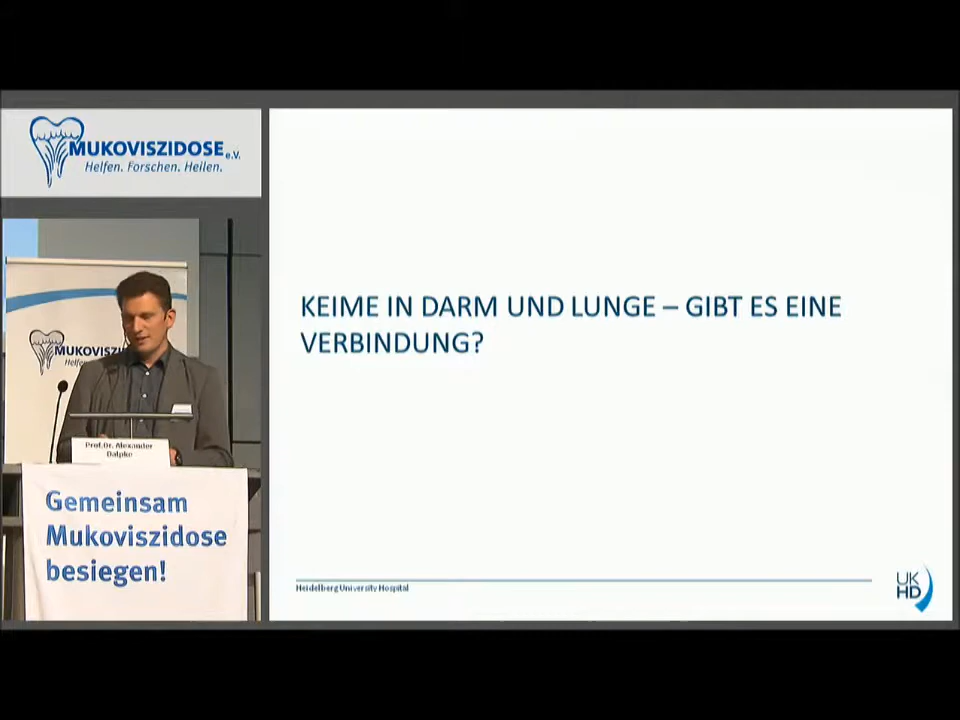 MUKOVISZIDOSE e.V.
Helfen. Forschen. Heilen.
KEIME IN DARM UND LUNGE – GIBT ES EINE
VERBINDUNG?
MUKOVISZI
Prof. Dr. Alexander
Dalpke
Gemeinsam
Mukoviszidose
besiegen!
Heidelberg University Hospital
UK
HD